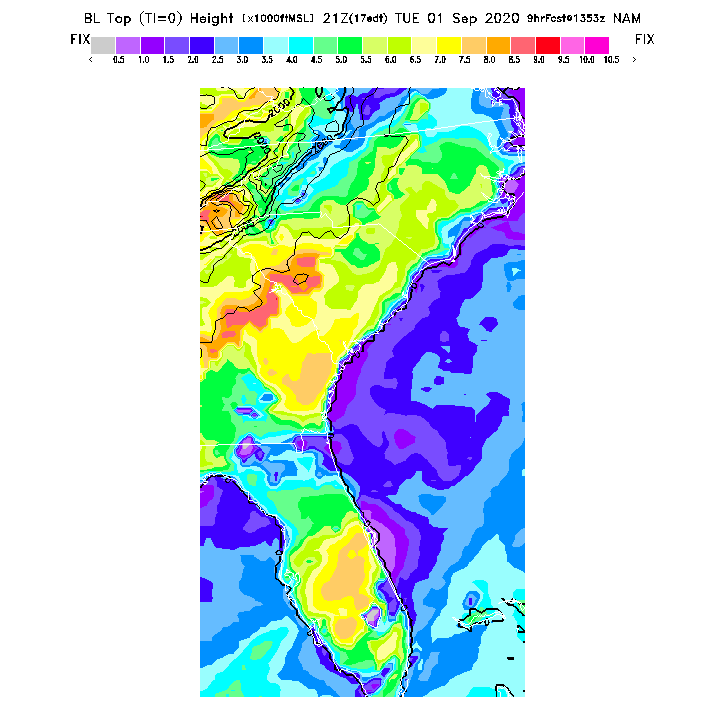 BL Top (TI=0) Height [x1000ftMSL] 21Z(17edt) TUE 01 Sep 2020 9hrFcst@1353z NAM
FIX FIX
< 0.5 1.0 1.5 2.0 2.5 3.0 3.5 4.0 4.5 5.0 5.5 6.0 6.5 7.0 7.5 8.0 8.5 9.0 9.5 10.0 10.5 >
2000
2000